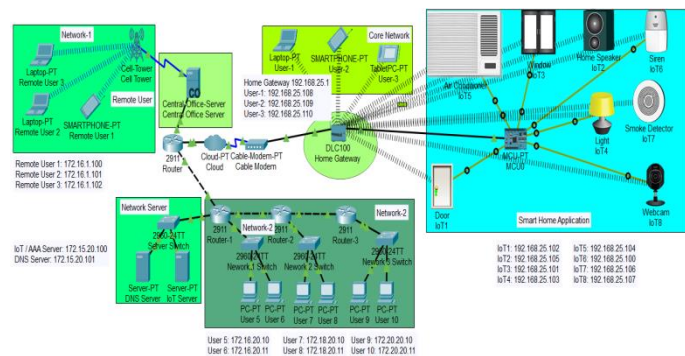 Network-1
Laptop-PT
Remote User 3
Cell-Tower
Cell Tower
Remote User
Laptop-PT
Remote User 2
SMARTPHONE-PT
Remote User 1
Remote User 1: 172.16.1.100
Remote User 2: 172.16.1.101
Remote User 3: 172.16.1.102
CO
Central Office-Server
Central Office Server
2911
Router
Cloud-PT
Cloud
Cable-Modem-PT
Cable Modem
Home Gateway 192.168.25.1
User-1: 192.168.25.108
User-2: 192.168.25.109
User-3: 192.168.25.110
Core Network
Laptop-PT
User-1
SMARTPHONE-PT
User-2
TabletPC-PT
User-3
DLC100
Home Gateway
Air Conditioner
IoT5
Window
IoT3
Home Speaker
IoT2
Siren
IoT6
Light
IoT4
Smoke Detector
IoT7
MCU-PT
MCU0
Door
IoT1
Webcam
IoT8
Smart Home Application
IoT1: 192.168.25.102
IoT2: 192.168.25.105
IoT3: 192.168.25.101
IoT4: 192.168.25.103
IoT5: 192.168.25.104
IoT6: 192.168.25.100
IoT7: 192.168.25.106
IoT8: 192.168.25.107
Network Server
2960-24TT
Server Switch
IoT / AAA Server: 172.15.20.100
DNS Server: 172.15.20.101
Server-PT
DNS Server
Server-PT
IoT Server
2911
Router-1
Network-2
2911
Router-2
2911
Router-3
Network-2
2960-24TT
Nework 1 Switch
2960-24TT
Network 2 Switch
2960-24TT
Network 3 Switch
PC-PT
User 5
PC-PT
User 6
PC-PT
User 7
PC-PT
User 8
PC-PT
User 9
PC-PT
User 10
User 5: 172.16.20.10
User 6: 172.16.20.11
User 7: 172.18.20.10
User 8: 172.18.20.11
User 9: 172.20.20.10
User 10: 172.20.20.11